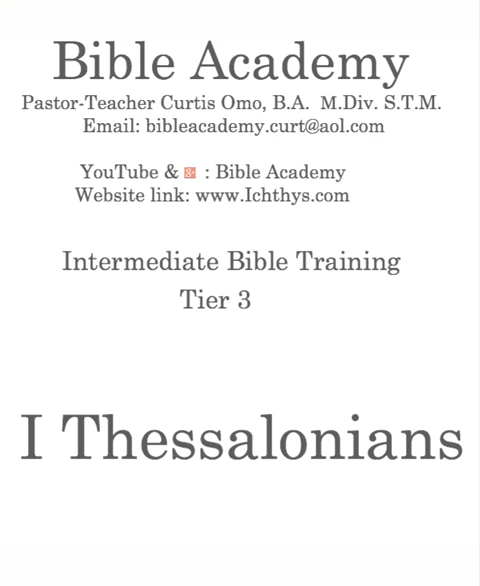 Bible Academy
Pastor-Teacher Curtis Omo, B.A. M.Div. S.T.M.
Email: bibleacademy.curt@aol.com
YouTube & g+ : Bible Academy
Website link: www.Ichthys.com
Intermediate Bible Training
Tier 3
I Thessalonians